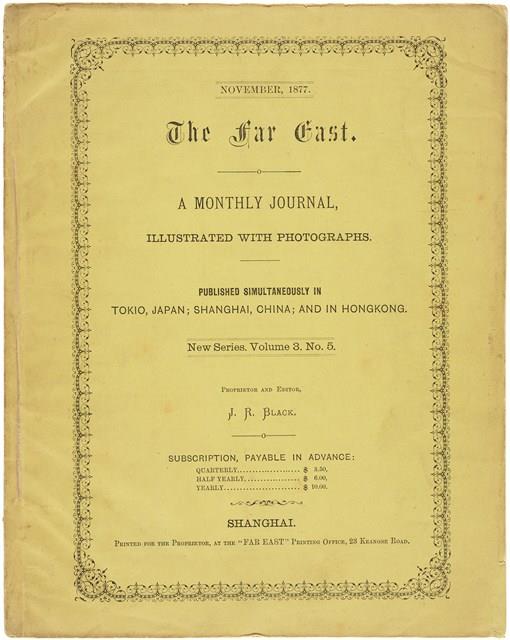 NOVEMBER, 1877.
The Far East.
A MONTHLY JOURNAL,
ILLUSTRATED WITH PHOTOGRAPHS.
PUBLISHED SIMULTANEOUSLY IN
TOKIO, JAPAN; SHANGHAI, CHINA; AND IN HONGKONG.
New Series. Volume 3. No. 5.
PROPRIETOR AND EDITOR,
J. R. BLACK.
SUBSCRIPTION, PAYABLE IN ADVANCE:
QUARTERLY..................... $ 3.50,
HALF YEARLY.................. $ 6.00,
YEARLY......................... $ 10.00.
SHANGHAI.
PRINTED FOR THE PROPRIETOR, AT THE "FAR EAST" PRINTING OFFICE, 23 KEANGSE ROAD.